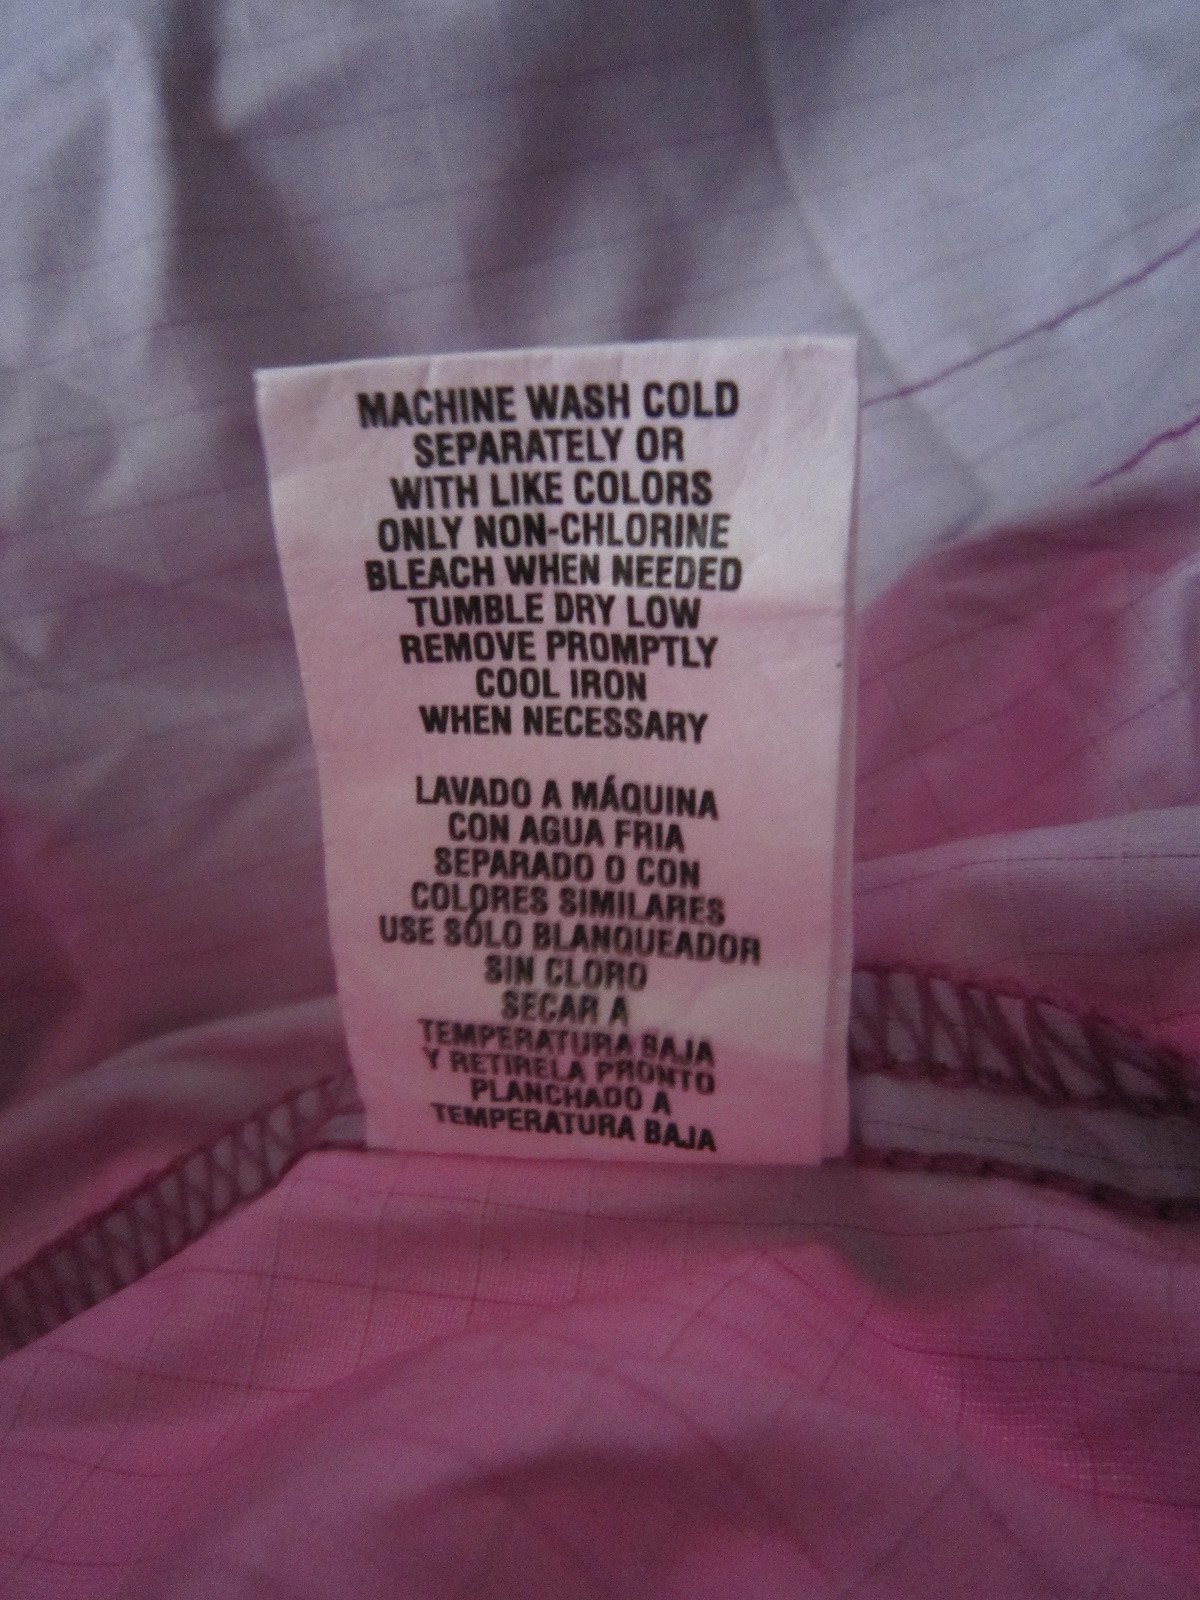 MACHINE WASH COLD
SEPARATELY OR
WITH LIKE COLORS
ONLY NON-CHLORINE
BLEACH WHEN NEEDED
TUMBLE DRY LOW
REMOVE PROMPTLY
COOL IRON
WHEN NECESSARY
LAVADO A MÁQUINA
CON AGUA FRIA
SEPARADO O CON
COLORES SIMILARES
USE SÓLO BLANQUEADOR
SIN CLORO
SECAR A
TEMPERATURA BAJA
Y RETIRELA PRONTO
PLANCHADO A
TEMPERATURA BAJA